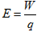 E = W/q